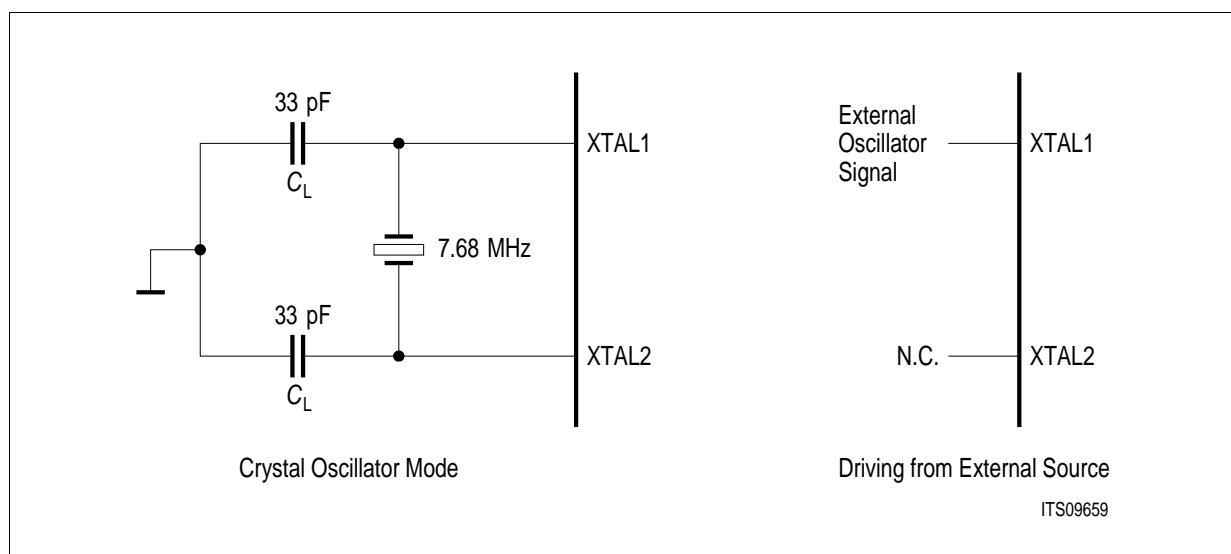 33 pF
C_L
XTAL1
7.68 MHz
33 pF
C_L
XTAL2
Crystal Oscillator Mode
External
Oscillator
Signal
XTAL1
N.C.
XTAL2
Driving from External Source
ITS09659